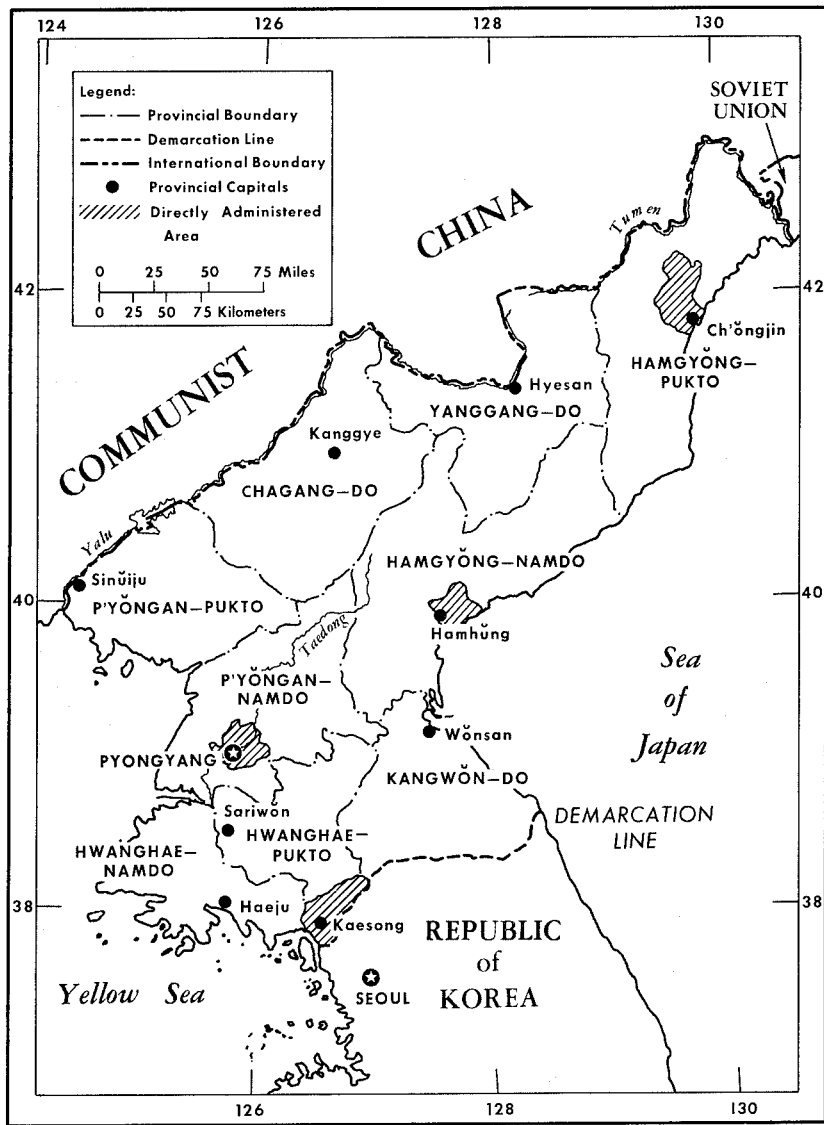 124
126
128
130
Legend:
Provincial Boundary
Demarcation Line
International Boundary
Provincial Capitals
Directly Administered
Area
0 25 50 75 Miles
0 25 50 75 Kilometers
SOVIET
UNION
CHINA
Tumen
42
42
Ch'ŏngjin
HAMGYŎNG—
PUKTO
COMMUNIST
Hyesan
YANGGANG—DO
Kanggye
CHAGANG—DO
Yalu
HAMGYŎNG—NAMDO
Sinŭiju
40
P'YŎNGAN—PUKTO
40
Hamhŭng
Taedong
P'YŎNGAN—
NAMDO
Sea
of
Japan
Wŏnsan
PYONGYANG
KANGWŎN—DO
Sariwŏn
HWANGHAE—
PUKTO
DEMARCATION
LINE
HWANGHAE—
NAMDO
38
Haeju
38
Kaesong
REPUBLIC
of
KOREA
Yellow Sea
SEOUL
126
128
130